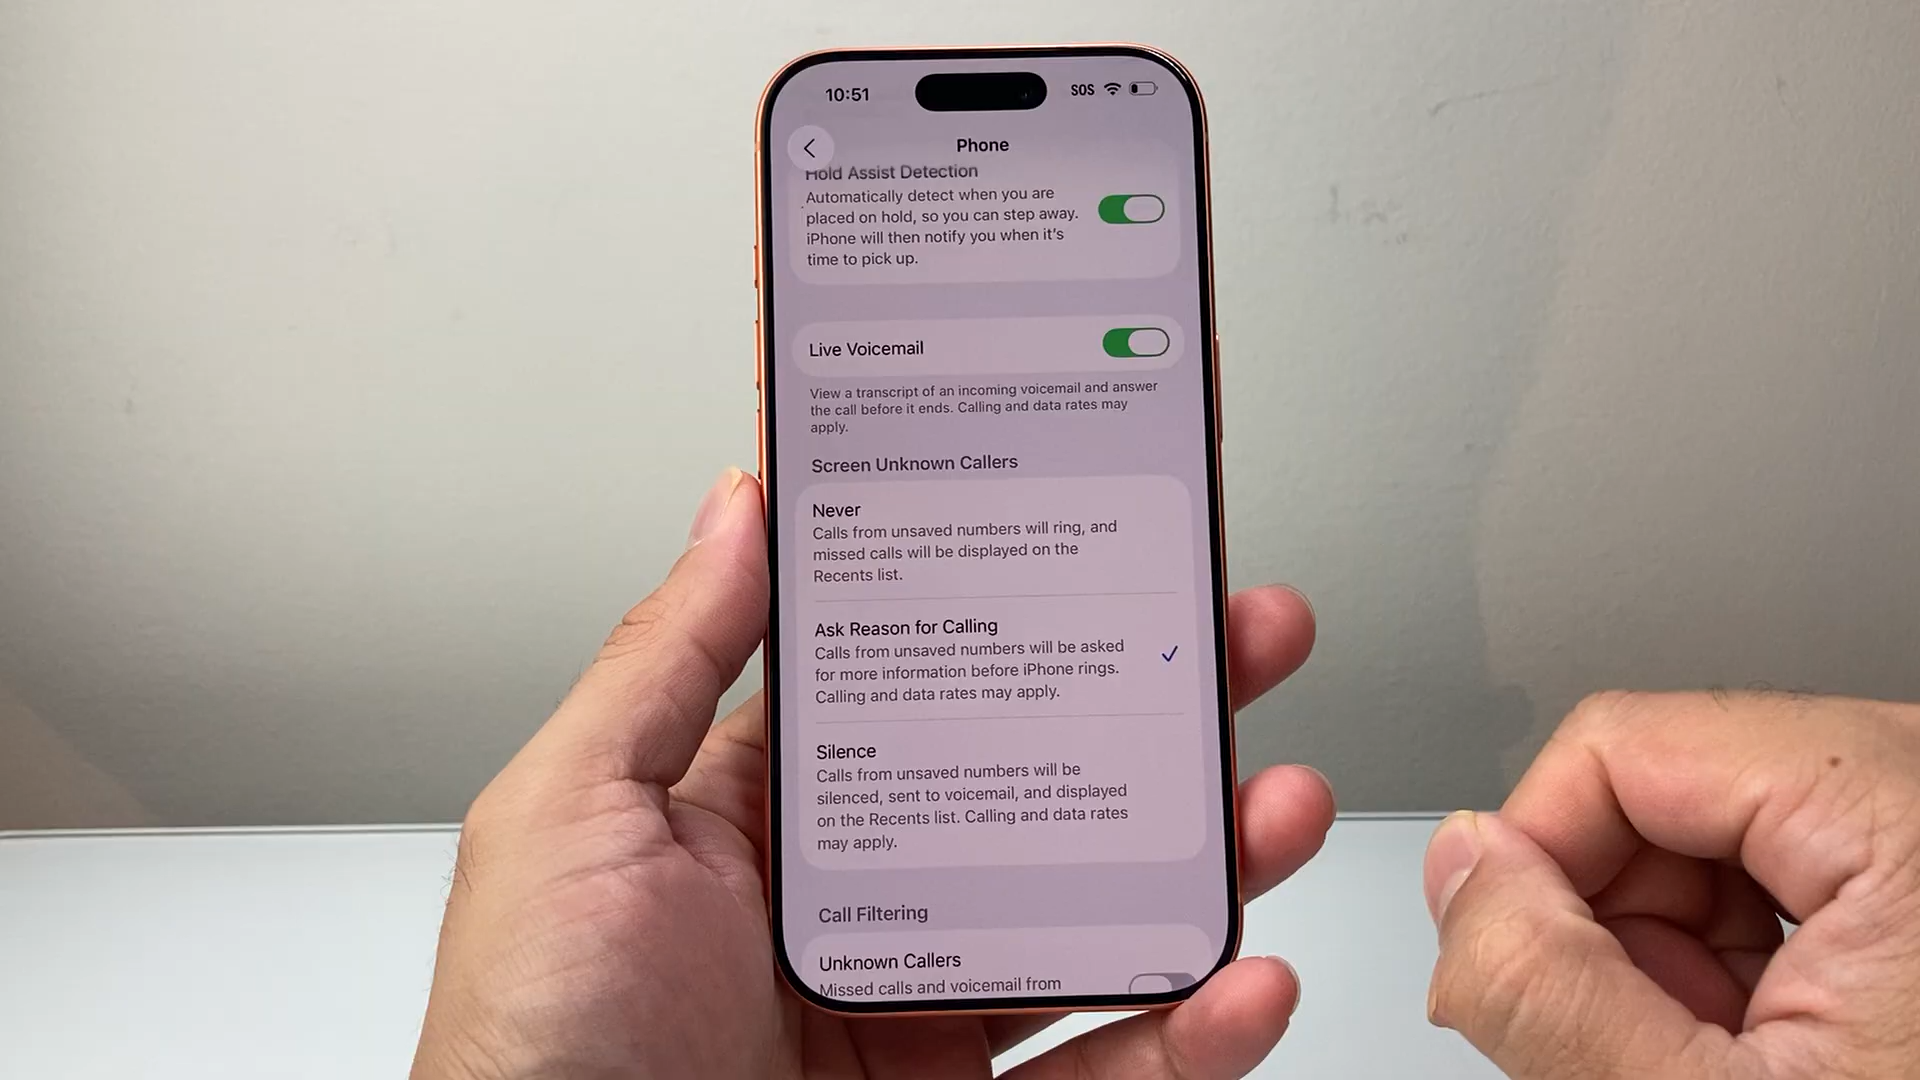 10:51
SOS
Phone
Hold Assist Detection
Automatically detect when you are
placed on hold, so you can step away.
iPhone will then notify you when it's
time to pick up.
Live Voicemail
View a transcript of an incoming voicemail and answer
the call before it ends. Calling and data rates may
apply.
Screen Unknown Callers
Never
Calls from unsaved numbers will ring, and
missed calls will be displayed on the
Recents list.
Ask Reason for Calling
Calls from unsaved numbers will be asked
for more information before iPhone rings.
Calling and data rates may apply.
Silence
Calls from unsaved numbers will be
silenced, sent to voicemail, and displayed
on the Recents list. Calling and data rates
may apply.
Call Filtering
Unknown Callers
Missed calls and voicemail from